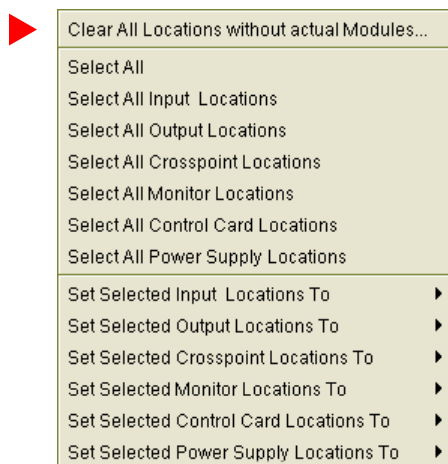 Clear All Locations without actual Modules...
Select All
Select All Input Locations
Select All Output Locations
Select All Crosspoint Locations
Select All Monitor Locations
Select All Control Card Locations
Select All Power Supply Locations
Set Selected Input Locations To
Set Selected Output Locations To
Set Selected Crosspoint Locations To
Set Selected Monitor Locations To
Set Selected Control Card Locations To
Set Selected Power Supply Locations To